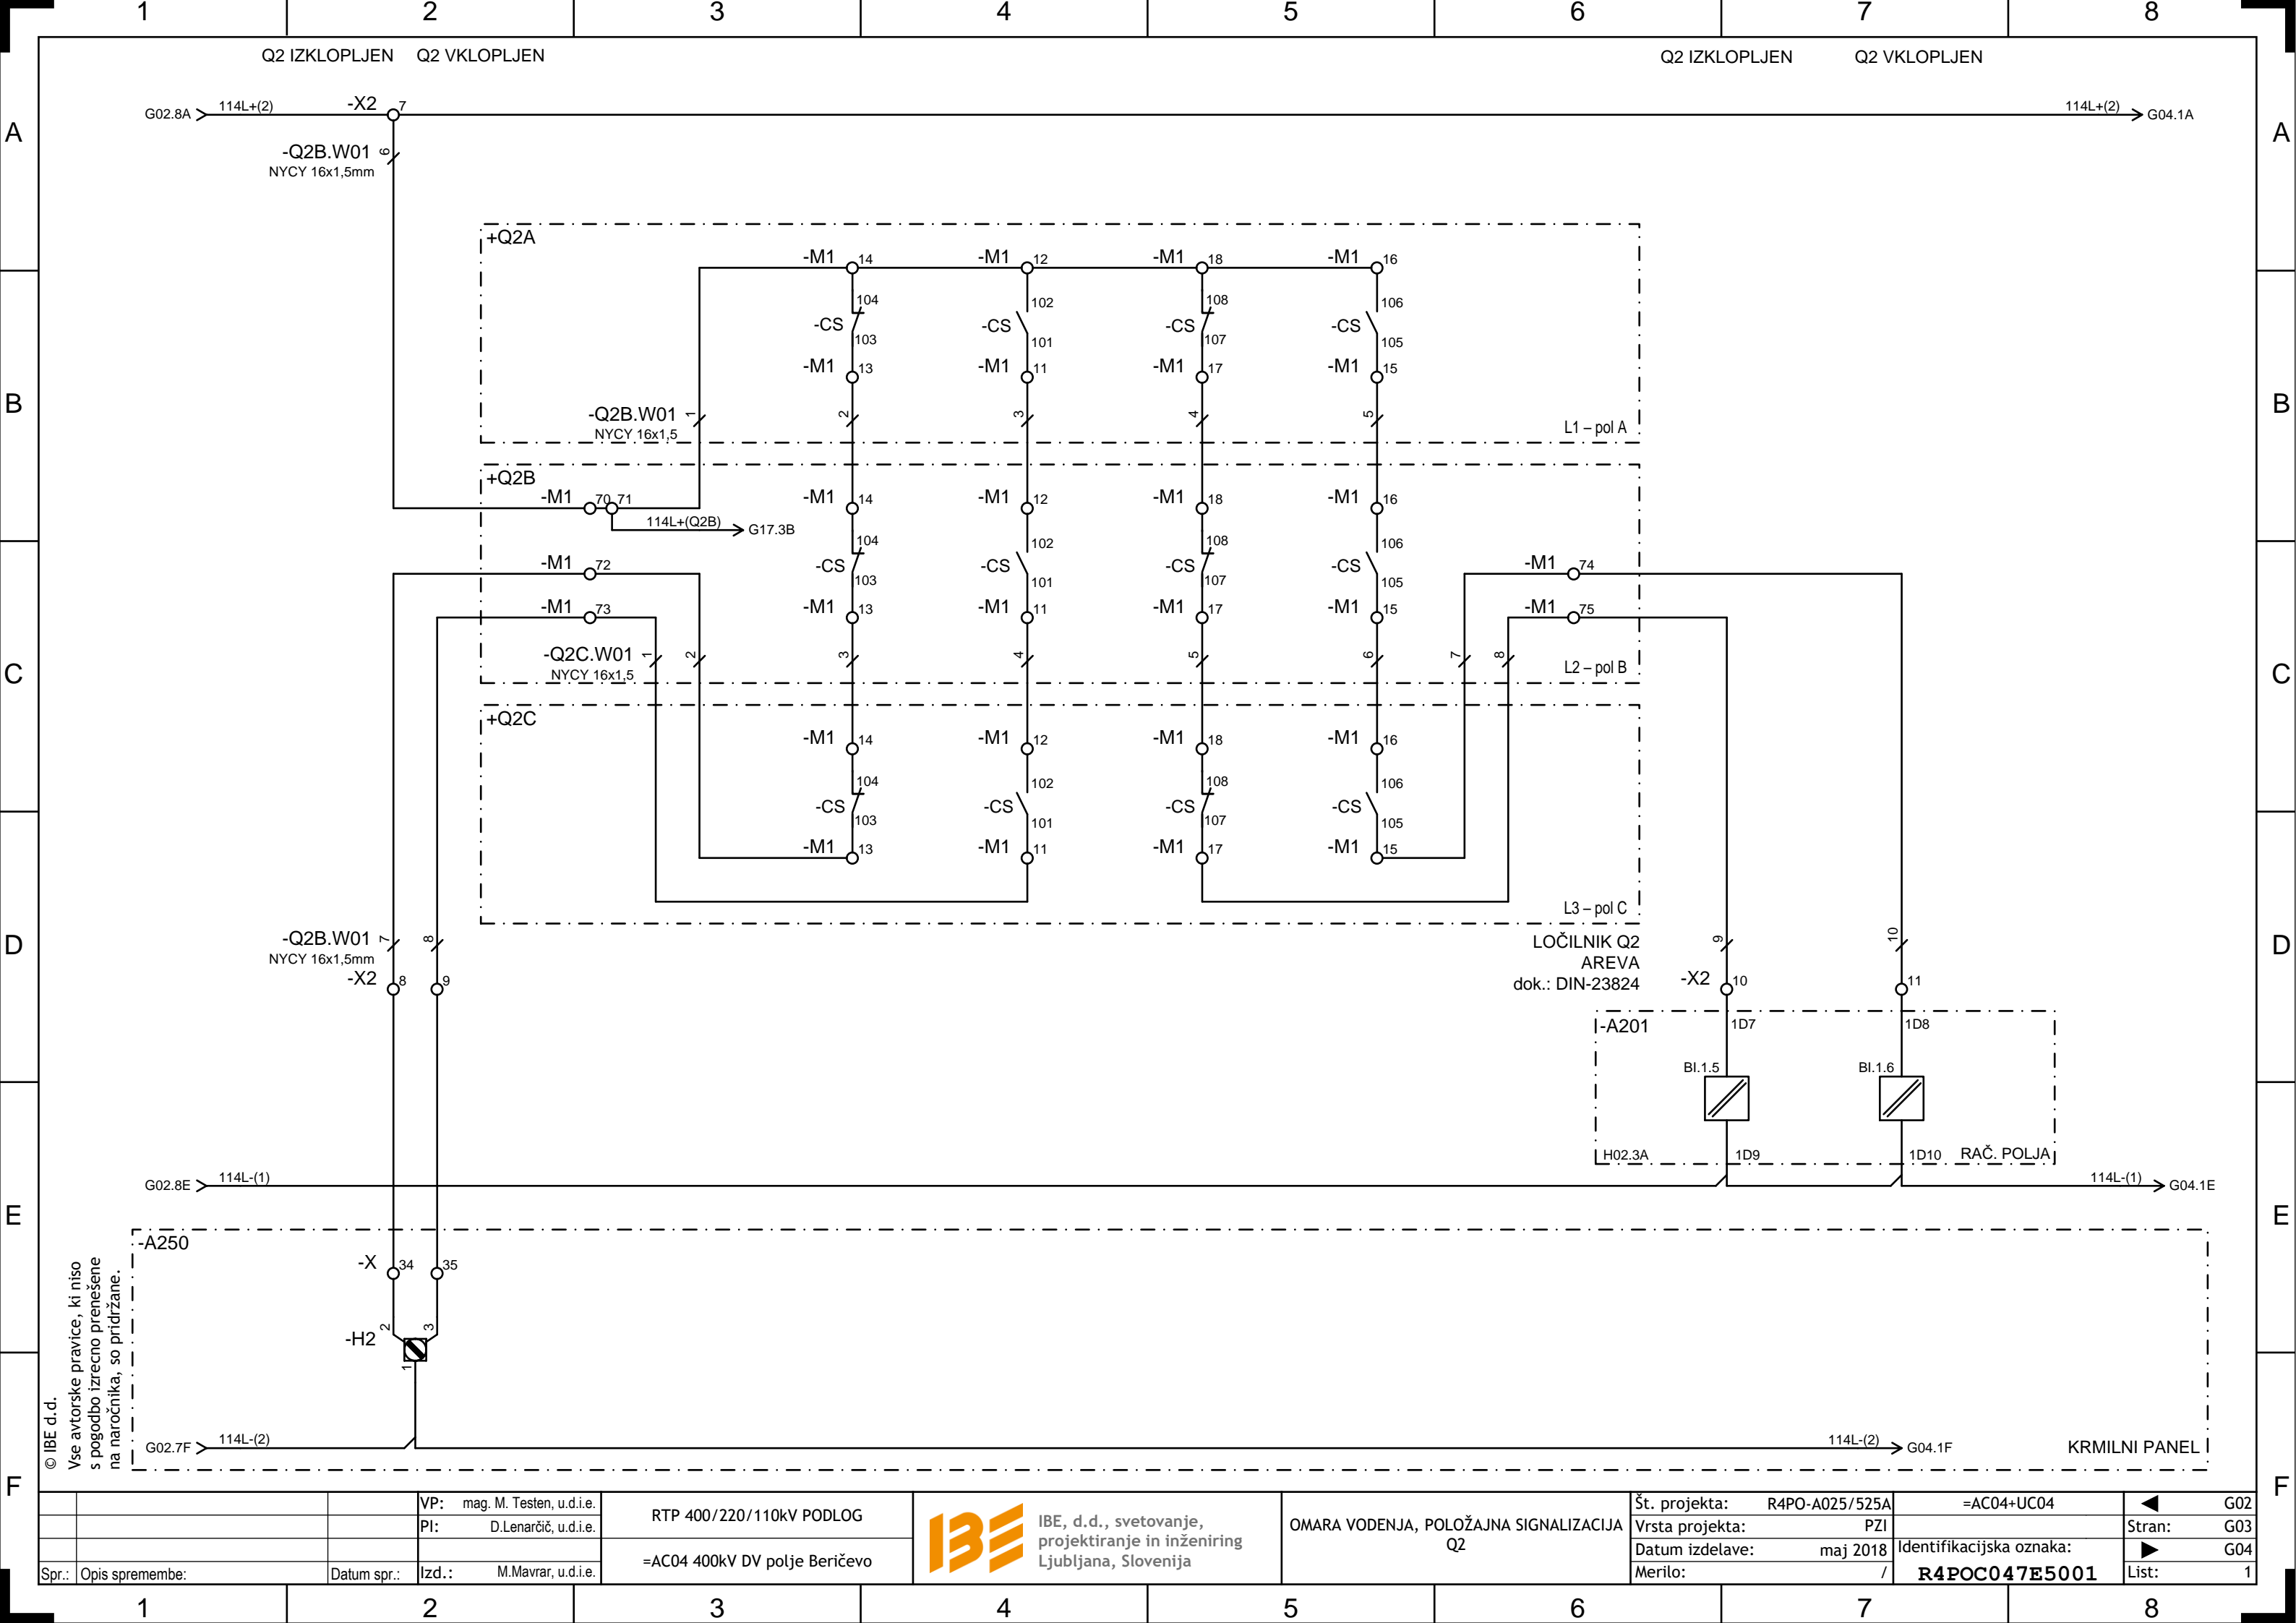 1 2 3 4 5 6 7 8
Q2 IZKLOPLJEN Q2 VKLOPLJEN Q2 IZKLOPLJEN Q2 VKLOPLJEN
G02.8A 114L+(2) -X2 7 114L+(2) G04.1A
A A
-Q2B.W01 6
NYCY 16x1,5mm
+Q2A
-M1 14 -M1 12 -M1 18 -M1 16
104 102 108 106
-CS -CS -CS -CS
103 101 107 105
-M1 13 -M1 11 -M1 17 -M1 15
B B
-Q2B.W01 1 2 3 4 5
NYCY 16x1,5 L1 – pol A
+Q2B
-M1 70 71 -M1 14 -M1 12 -M1 18 -M1 16
114L+(Q2B) G17.3B
104 102 108 106
-M1 72 -CS -CS -CS -CS -M1 74
103 101 107 105
-M1 73 -M1 13 -M1 11 -M1 17 -M1 15 -M1 75
-Q2C.W01 1 2 3 4 5 6 7 8
NYCY 16x1,5 L2 – pol B
C C
+Q2C
-M1 14 -M1 12 -M1 18 -M1 16
104 102 108 106
-CS -CS -CS -CS
103 101 107 105
-M1 13 -M1 11 -M1 17 -M1 15
L3 – pol C
D D
-Q2B.W01 7 8 LOČILNIK Q2 9 10
NYCY 16x1,5mm AREVA
-X2 8 9 dok.: DIN-23824 -X2 10 11
-A201 1D7 1D8
BI.1.5 BI.1.6
H02.3A 1D9 1D10 RAČ. POLJA
G02.8E 114L-(1) 114L-(1) G04.1E
E E
-A250
-X 34 35
2 3
-H2
1
G02.7F 114L-(2) 114L-(2) G04.1F KRMILNI PANEL
F F
© IBE d.d.
Vse avtorske pravice, ki niso
s pogodbo izrecno prenešene
na naročnika, so pridržane.
VP: mag. M. Testen, u.d.i.e.
PI: D.Lenarčič, u.d.i.e.
Spr.: Opis spremembe: Datum spr.: Izd.: M.Mavrar, u.d.i.e.
RTP 400/220/110kV PODLOG
=AC04 400kV DV polje Beričevo
IBE
IBE, d.d., svetovanje,
projektiranje in inženiring
Ljubljana, Slovenija
OMARA VODENJA, POLOŽAJNA SIGNALIZACIJA
Q2
Št. projekta: R4PO-A025/525A
Vrsta projekta: PZI
Datum izdelave: maj 2018
Merilo: /
=AC04+UC04
Identifikacijska oznaka:
R4POC047E5001
G02
Stran: G03
G04
List: 1
1 2 3 4 5 6 7 8